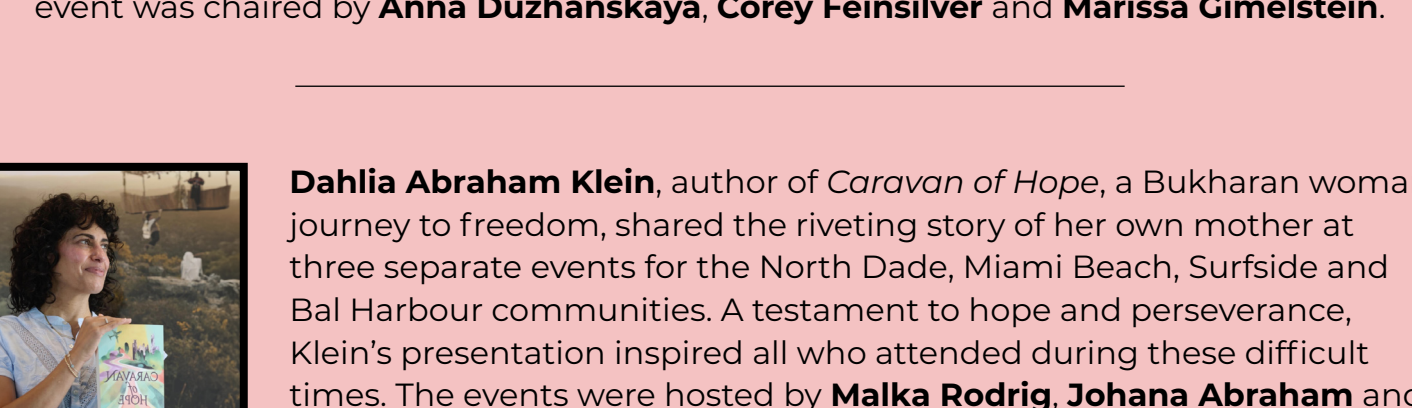 event was chaired by Anna Duzhanskaya, Corey Feinsilver and Marissa Gimelstein.
Dahlia Abraham Klein, author of Caravan of Hope, a Bukharan woma
journey to freedom, shared the riveting story of her own mother at
three separate events for the North Dade, Miami Beach, Surfside and
Bal Harbour communities. A testament to hope and perseverance,
Klein’s presentation inspired all who attended during these difficult
times. The events were hosted by Malka Rodrig, Johana Abraham and
CARAVAN
of
HOPE